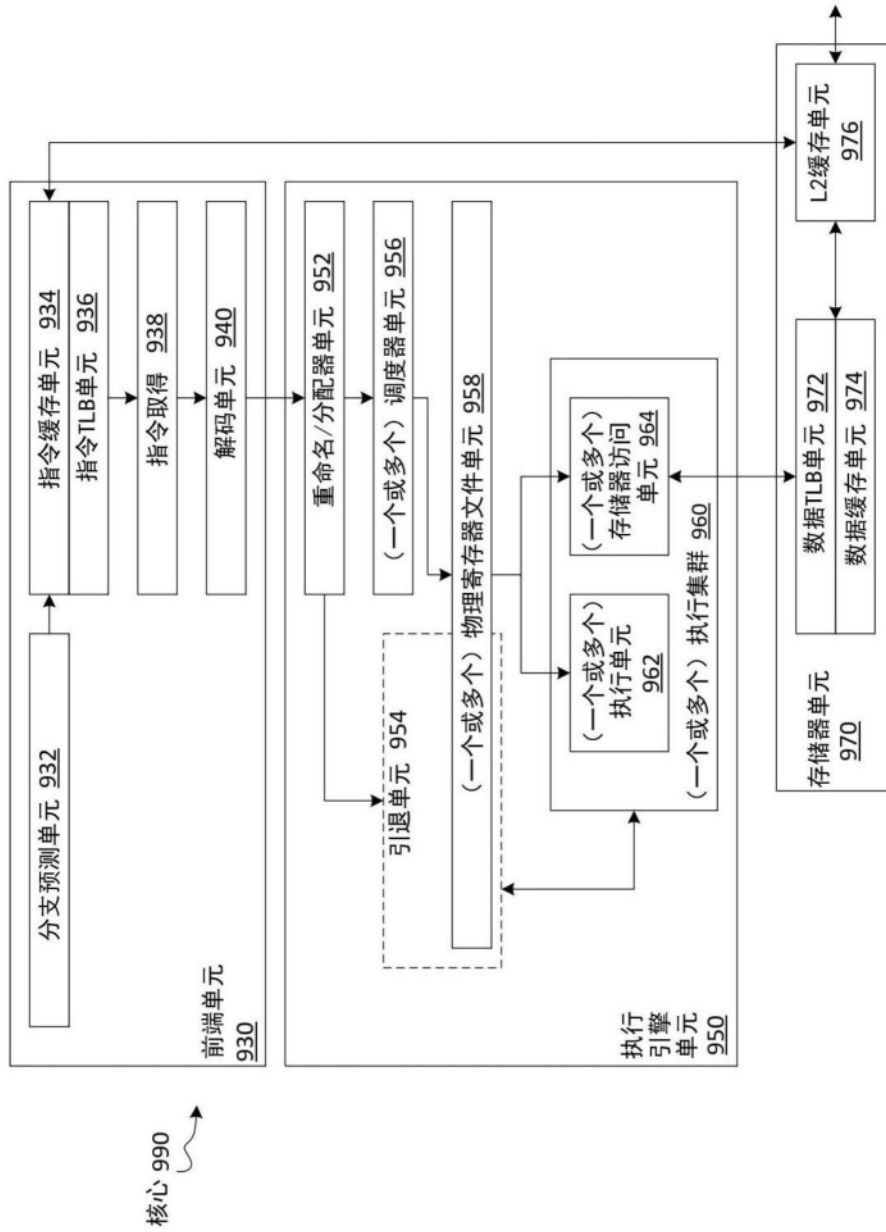 核心 990
分支预测单元 932
指令缓存单元 934
指令TLB单元 936
指令取得 938
解码单元 940
前端单元
930
重命名/分配器单元 952
引退单元 954
(一个或多个) 调度器单元 956
(一个或多个) 物理寄存器文件单元 958
(一个或多个)
执行单元
962
(一个或多个)
存储器访问
单元 964
(一个或多个) 执行集群 960
执行
引擎
单元 950
存储器单元
970
数据TLB单元 972
数据缓存单元 974
L2缓存单元
976